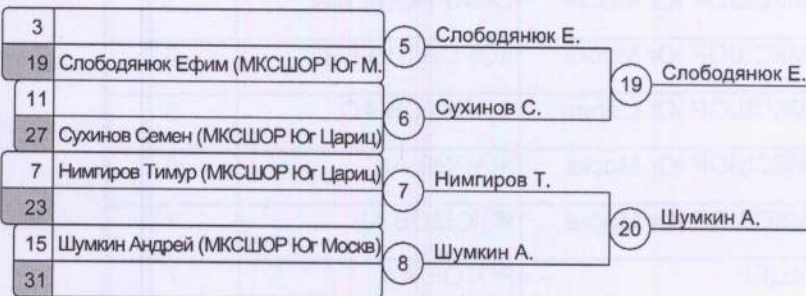 3
5 Слободянюк Е.
19 Слободянюк Ефим (МКСШОР Юг М.
19 Слободянюк Е.
11
6 Сухинов С.
27 Сухинов Семен (МКСШОР Юг Цариц)
7 Нимгиров Тимур (МКСШОР Юг Цариц)
7 Нимгиров Т.
23
20 Шумкин А.
15 Шумкин Андрей (МКСШОР Юг Москв)
8 Шумкин А.
31